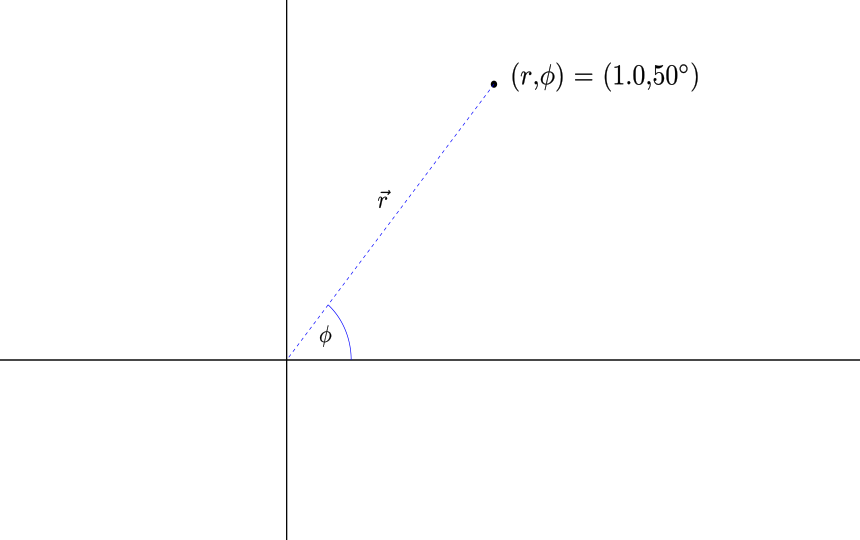 (r,ϕ) = (1.0,50°)
r⃗
ϕ